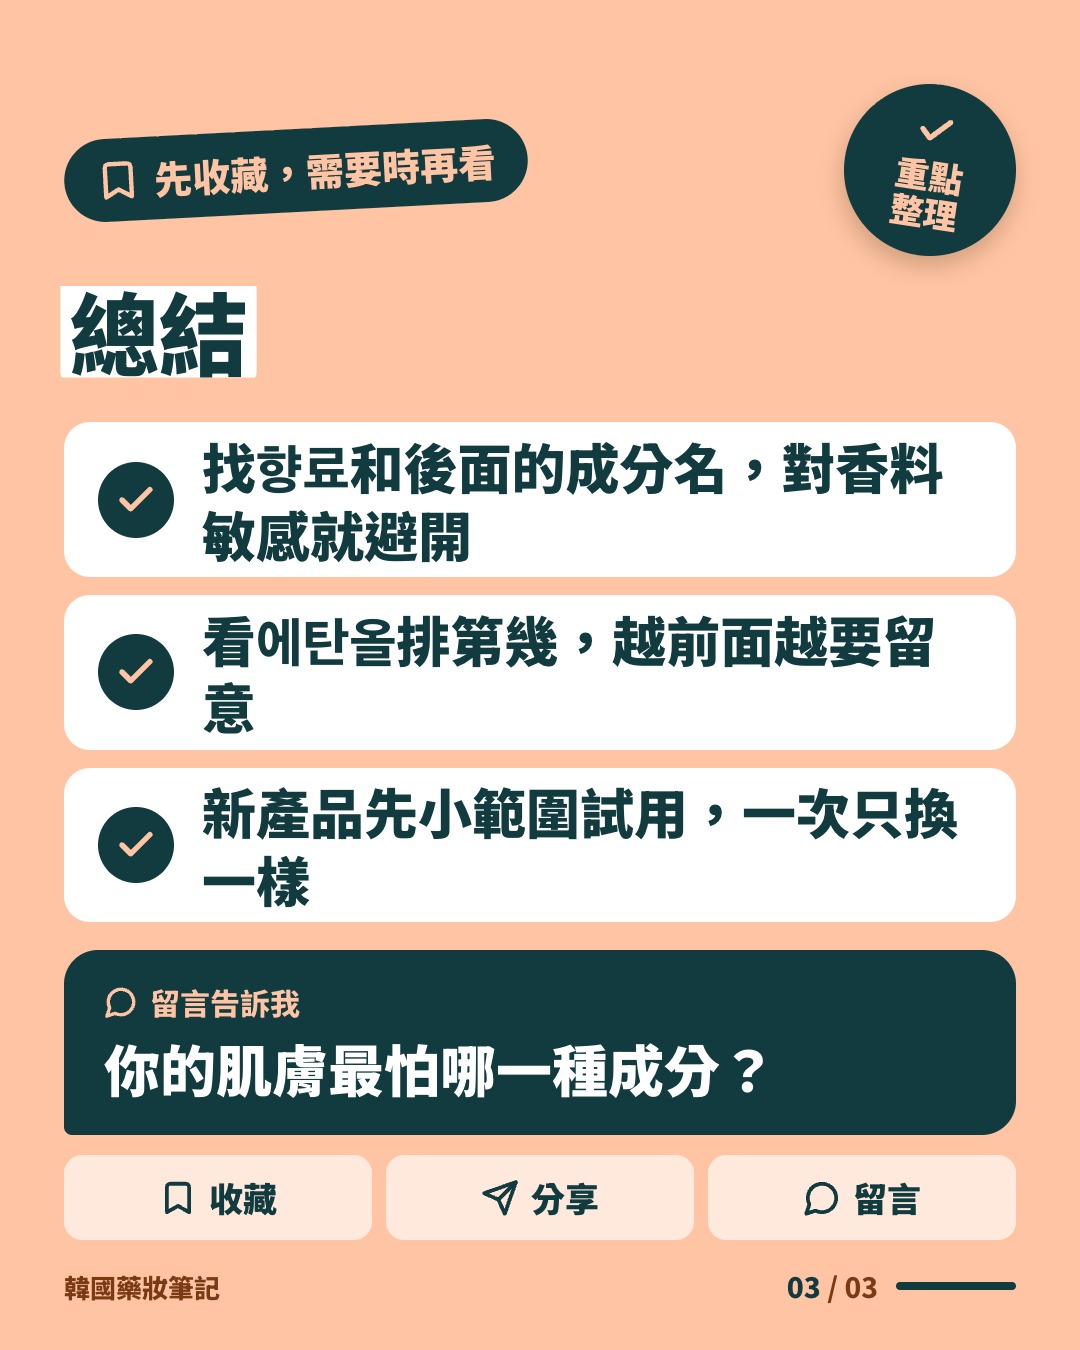 先收藏，需要時再看
重點
整理
總結
找향료和後面的成分名，對香料
敏感就避開
看에탄올排第幾，越前面越要留
意
新產品先小範圍試用，一次只換
一樣
留言告訴我
你的肌膚最怕哪一種成分？
收藏
分享
留言
韓國藥妝筆記
03 / 03